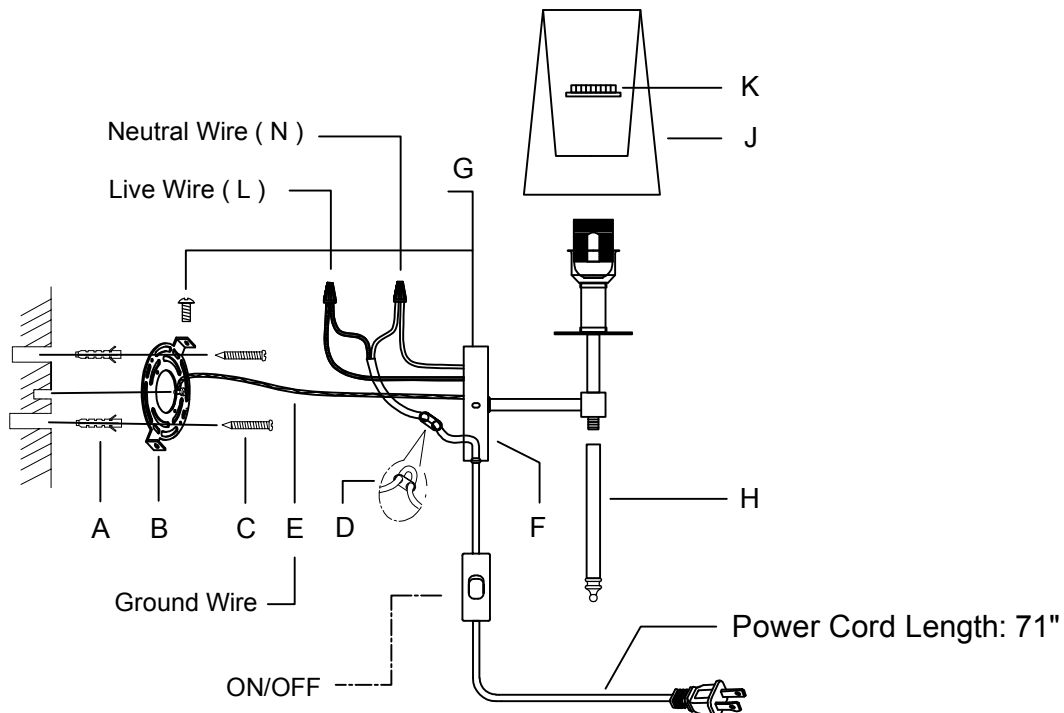 K
J
Neutral Wire ( N )
G
Live Wire ( L )
A
B
C
E
D
F
H
Ground Wire
Power Cord Length: 71"
ON/OFF